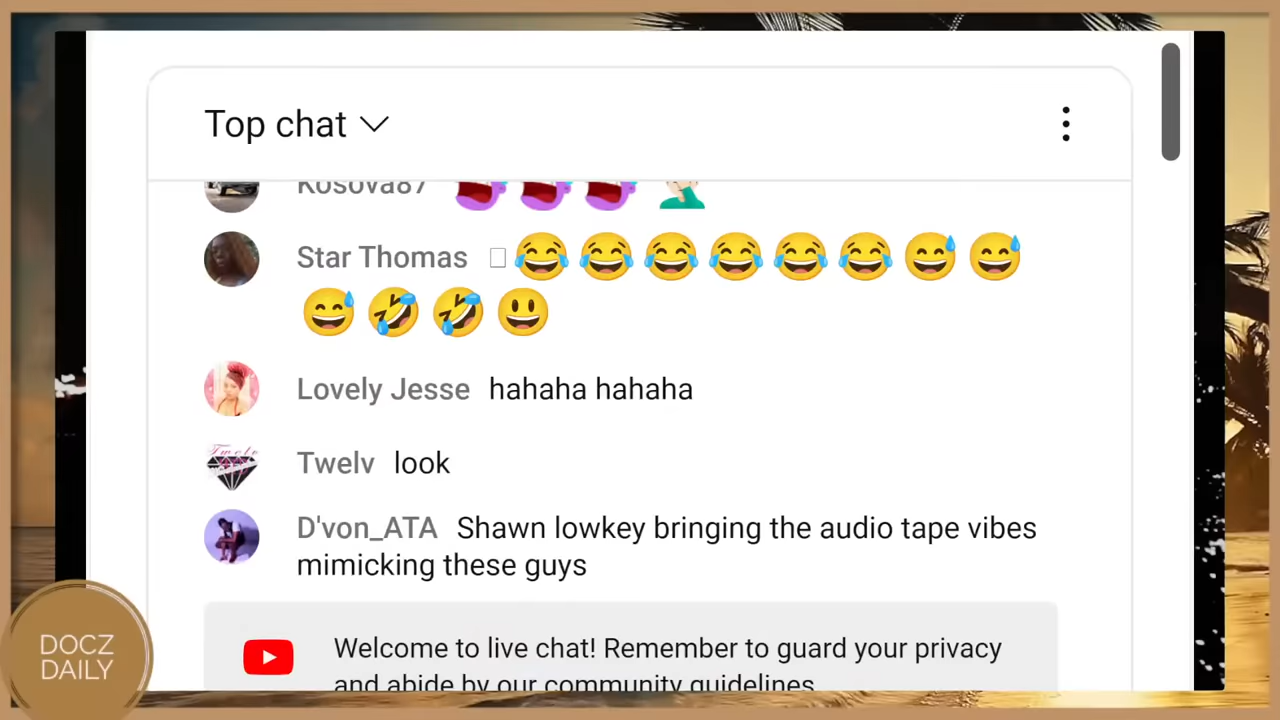 Top chat
Kosova87
Star Thomas 😂😂😂😂😂😂😅😅
😅🤣🤣😃
Lovely Jesse hahaha hahaha
Twelv look
D'von_ATA Shawn lowkey bringing the audio tape vibes
mimicking these guys
Welcome to live chat! Remember to guard your privacy
and abide by our community guidelines.
DOCZ
DAILY